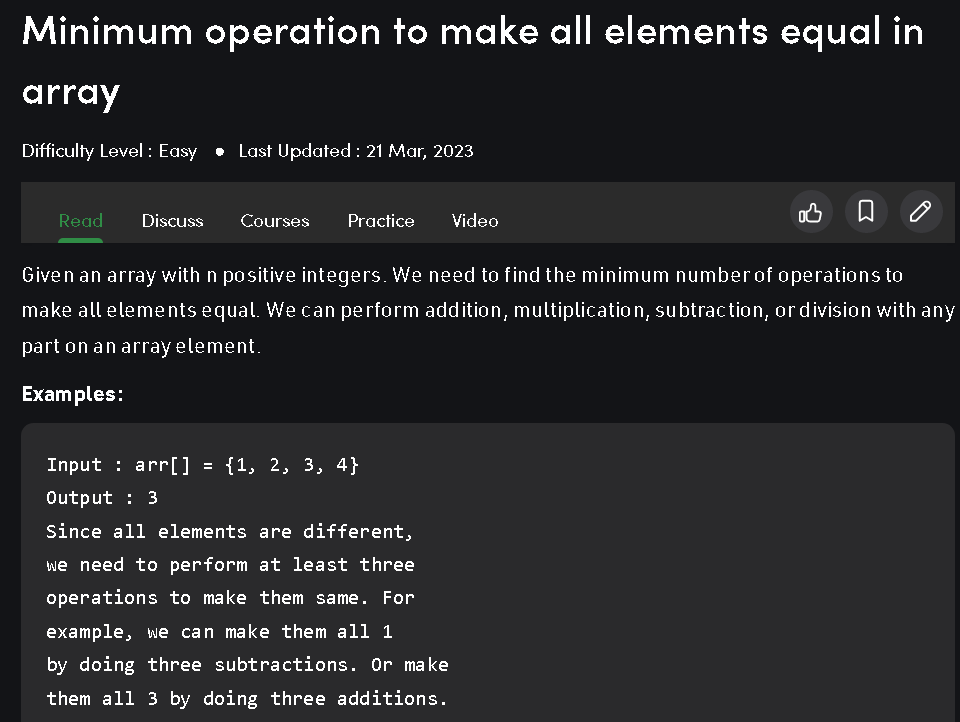 Minimum operation to make all elements equal in
array
Difficulty Level : Easy ● Last Updated : 21 Mar, 2023
Read Discuss Courses Practice Video
Given an array with n positive integers. We need to find the minimum number of operations to
make all elements equal. We can perform addition, multiplication, subtraction, or division with any
part on an array element.
Examples:
Input : arr[] = {1, 2, 3, 4}
Output : 3
Since all elements are different,
we need to perform at least three
operations to make them same. For
example, we can make them all 1
by doing three subtractions. Or make
them all 3 by doing three additions.